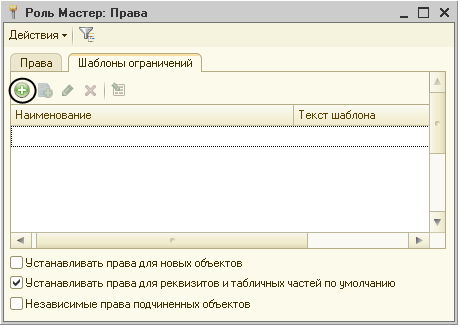 Роль Мастер: Права
Действия
Права
Шаблоны ограничений
Наименование
Текст шаблона
Устанавливать права для новых объектов
Устанавливать права для реквизитов и табличных частей по умолчанию
Независимые права подчиненных объектов